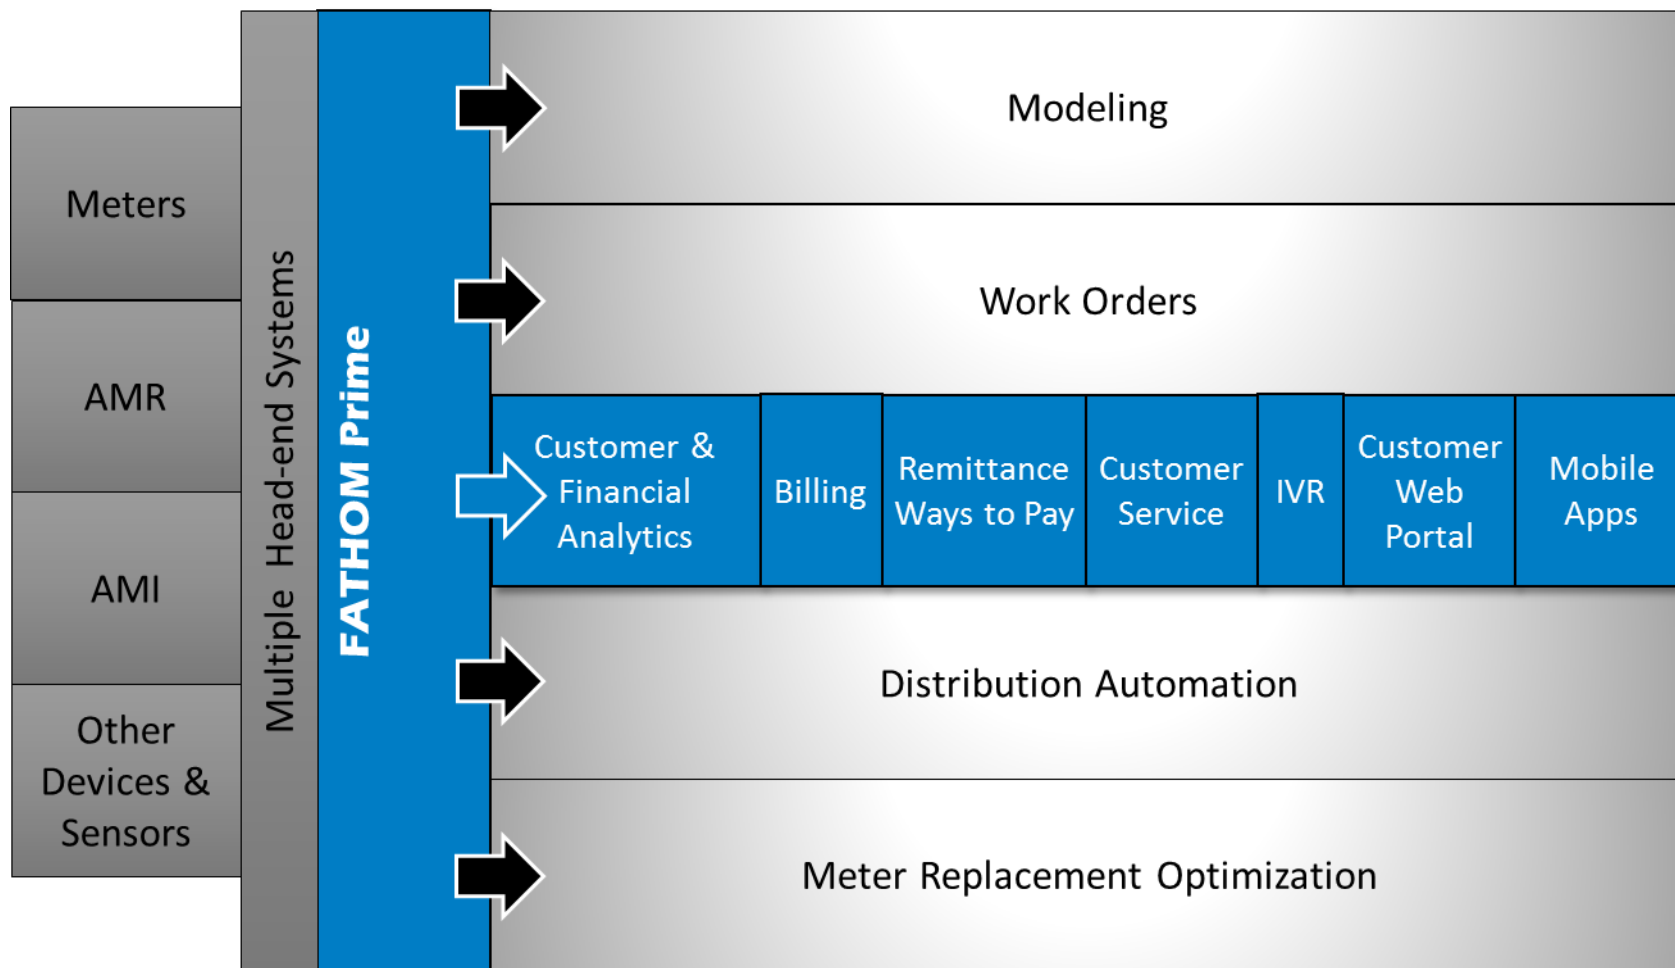 Meters
AMR
AMI
Other
Devices &
Sensors
Multiple Head-end Systems
FATHOM Prime
Modeling
Work Orders
Customer &
Financial
Analytics
Billing
Remittance
Ways to Pay
Customer
Service
IVR
Customer
Web
Portal
Mobile
Apps
Distribution Automation
Meter Replacement Optimization